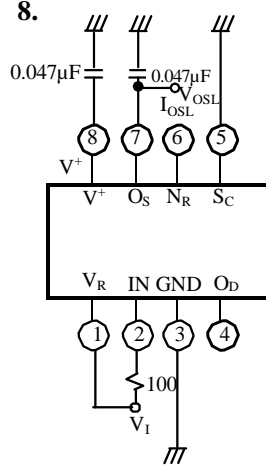 8.
0.047µF
0.047µF
V_OSL
I_OSL
8 7 6 5
V⁺
V⁺ O_S N_R S_C
V_R IN GND O_D
1 2 3 4
100
V_I